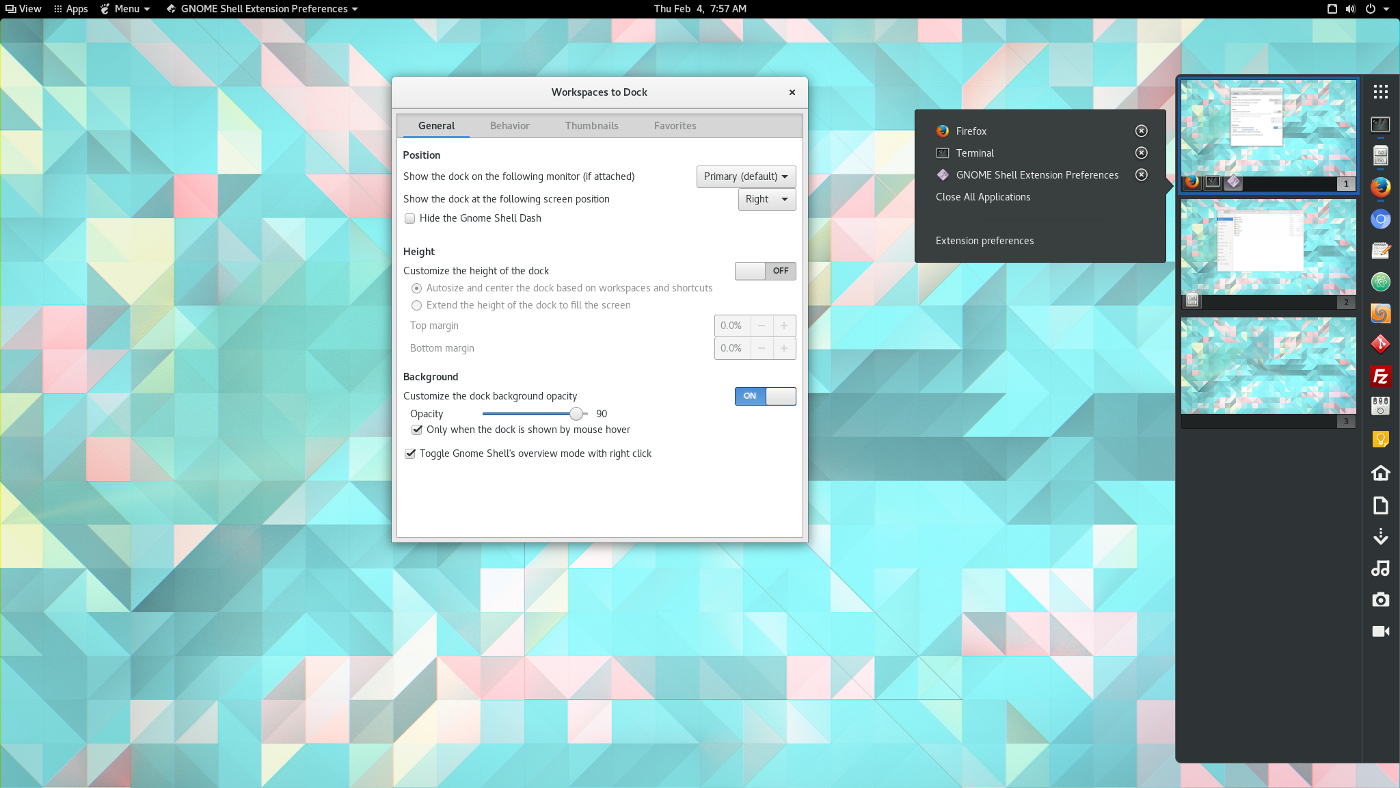 View Apps Menu GNOME Shell Extension Preferences Thu Feb 4, 7:57 AM
Workspaces to Dock
General Behavior Thumbnails Favorites
Position
Show the dock on the following monitor (if attached) Primary (default)
Show the dock at the following screen position Right
Hide the Gnome Shell Dash
Height
Customize the height of the dock OFF
Autosize and center the dock based on workspaces and shortcuts
Extend the height of the dock to fill the screen
Top margin 0.0%
Bottom margin 0.0%
Background
Customize the dock background opacity ON
Opacity 90
Only when the dock is shown by mouse hover
Toggle Gnome Shell's overview mode with right click
Firefox
Terminal
GNOME Shell Extension Preferences
Close All Applications
Extension preferences
1
2
3
Fz